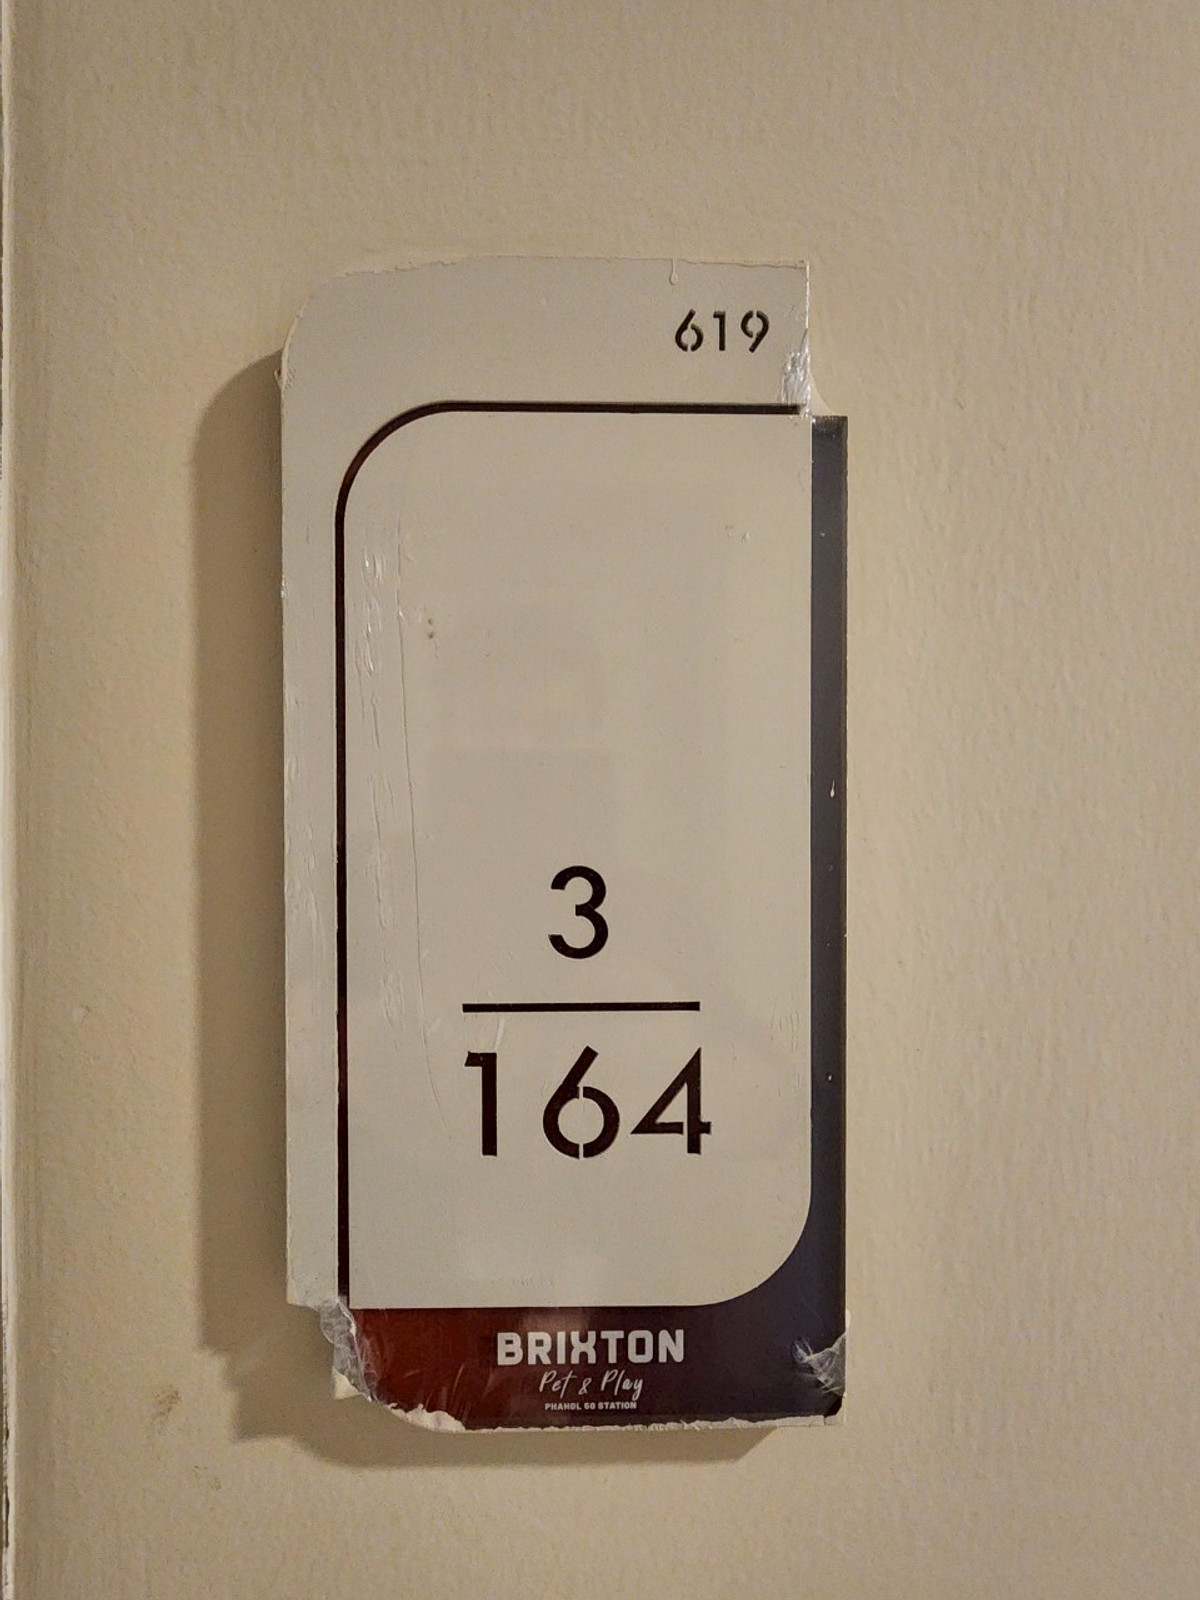 619
3
164
BRIXTON
Pet & Play
PHAHOL 50 STATION